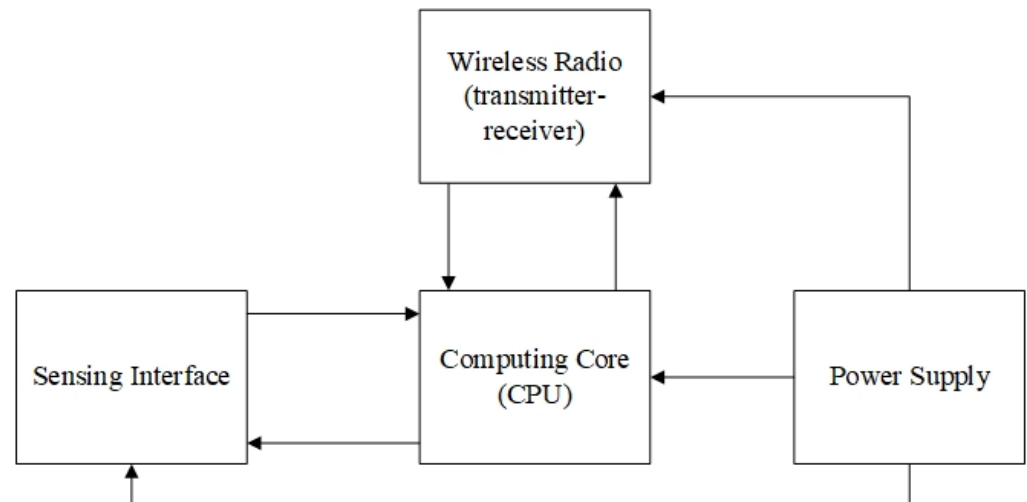 Wireless Radio
(transmitter-
receiver)
Sensing Interface
Computing Core
(CPU)
Power Supply